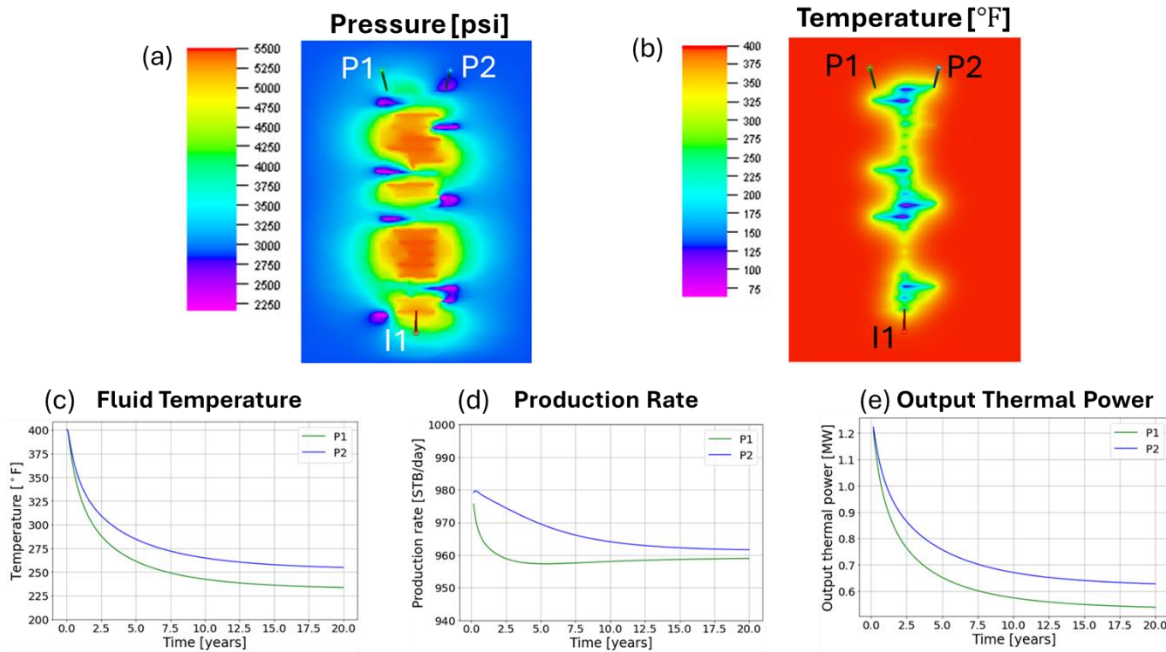 Pressure [psi]
(a)
5500
5250
5000
4750
4500
4250
4000
3750
3500
3250
3000
2750
2500
2250
P1
P2
I1
Temperature [°F]
(b)
400
375
350
325
300
275
250
225
200
175
150
125
100
75
P1
P2
I1
(c) Fluid Temperature
Temperature [°F]
400
375
350
325
300
275
250
225
200
P1
P2
0.0 2.5 5.0 7.5 10.0 12.5 15.0 17.5 20.0
Time [years]
(d) Production Rate
Production rate [STB/day]
1000
980
970
960
950
940
P1
P2
0.0 2.5 5.0 7.5 10.0 12.5 15.0 17.5 20.0
Time [years]
(e) Output Thermal Power
Output thermal power [MW]
1.2
1.1
1.0
0.9
0.8
0.7
0.6
P1
P2
0.0 2.5 5.0 7.5 10.0 12.5 15.0 17.5 20.0
Time [years]